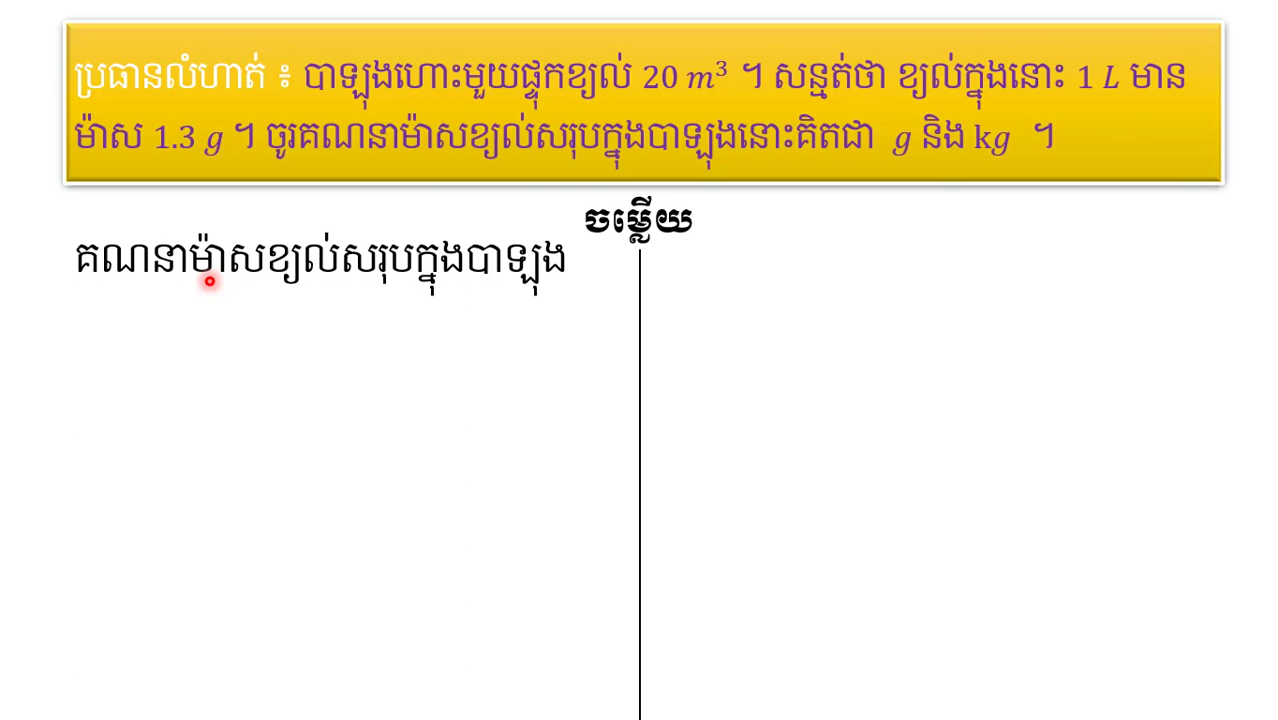 ប្រធានលំហាត់ ៖ បាឡុងហោះមួយផ្ទុកខ្យល់ 20 m³ ។ សន្មត់ថា ខ្យល់ក្នុងនោះ 1 L មាន
ម៉ាស 1.3 g ។ ចូរគណនាម៉ាសខ្យល់សរុបក្នុងបាឡុងនោះគិតជា g និង kg ។
ចម្លើយ
គណនាម៉ាសខ្យល់សរុបក្នុងបាឡុង